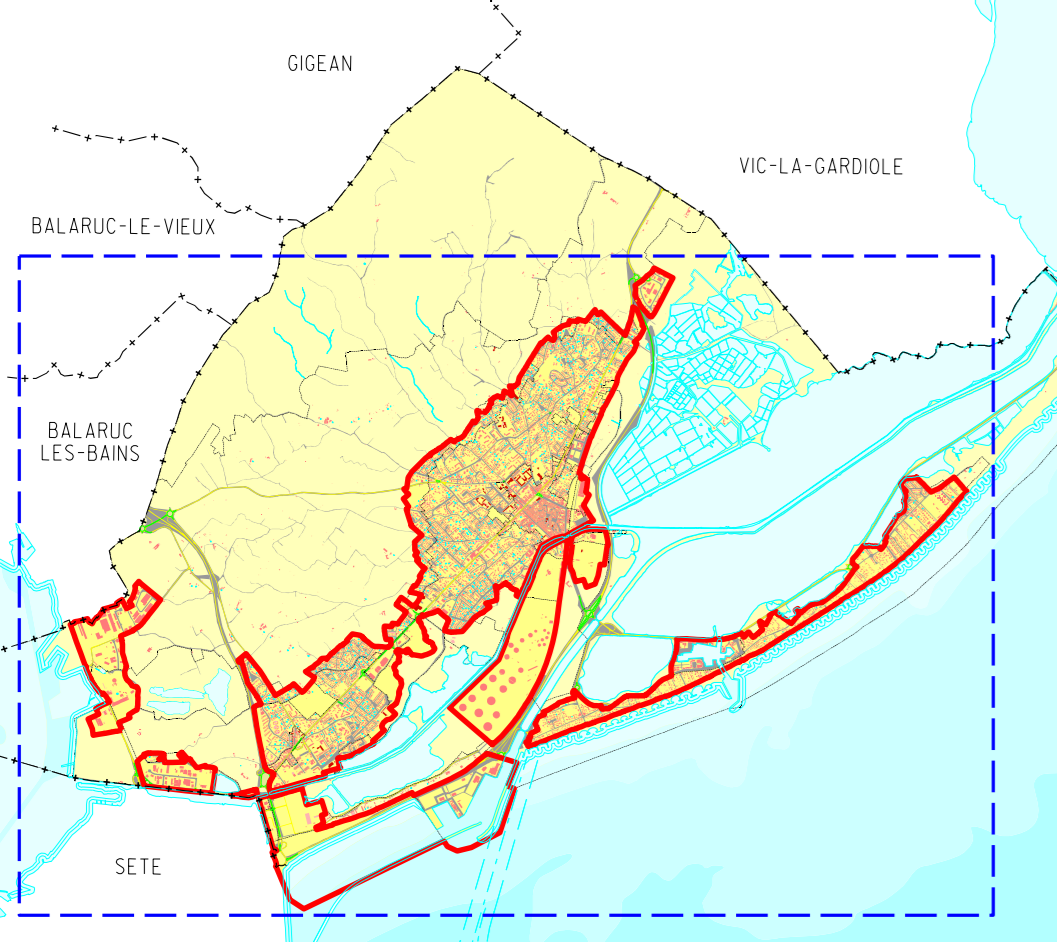 GIGEAN
VIC-LA-GARDIOLE
BALARUC-LE-VIEUX
BALARUC
LES-BAINS
SETE